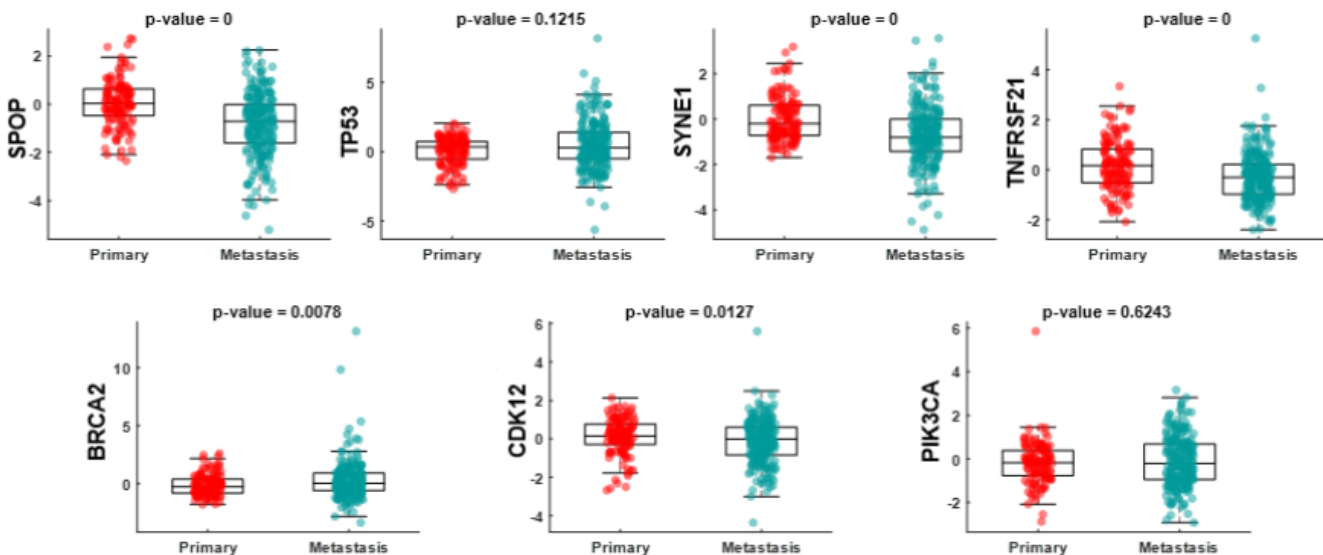 p-value = 0
p-value = 0.1215
p-value = 0
p-value = 0
SPOP
2
0
-2
-4
Primary
Metastasis
TP53
5
0
-5
Primary
Metastasis
SYNE1
2
0
-2
-4
Primary
Metastasis
TNFRSF21
4
2
0
-2
Primary
Metastasis
p-value = 0.0078
p-value = 0.0127
p-value = 0.6243
BRCA2
10
5
0
Primary
Metastasis
CDK12
6
4
2
0
-2
-4
Primary
Metastasis
PIK3CA
6
4
2
0
-2
Primary
Metastasis